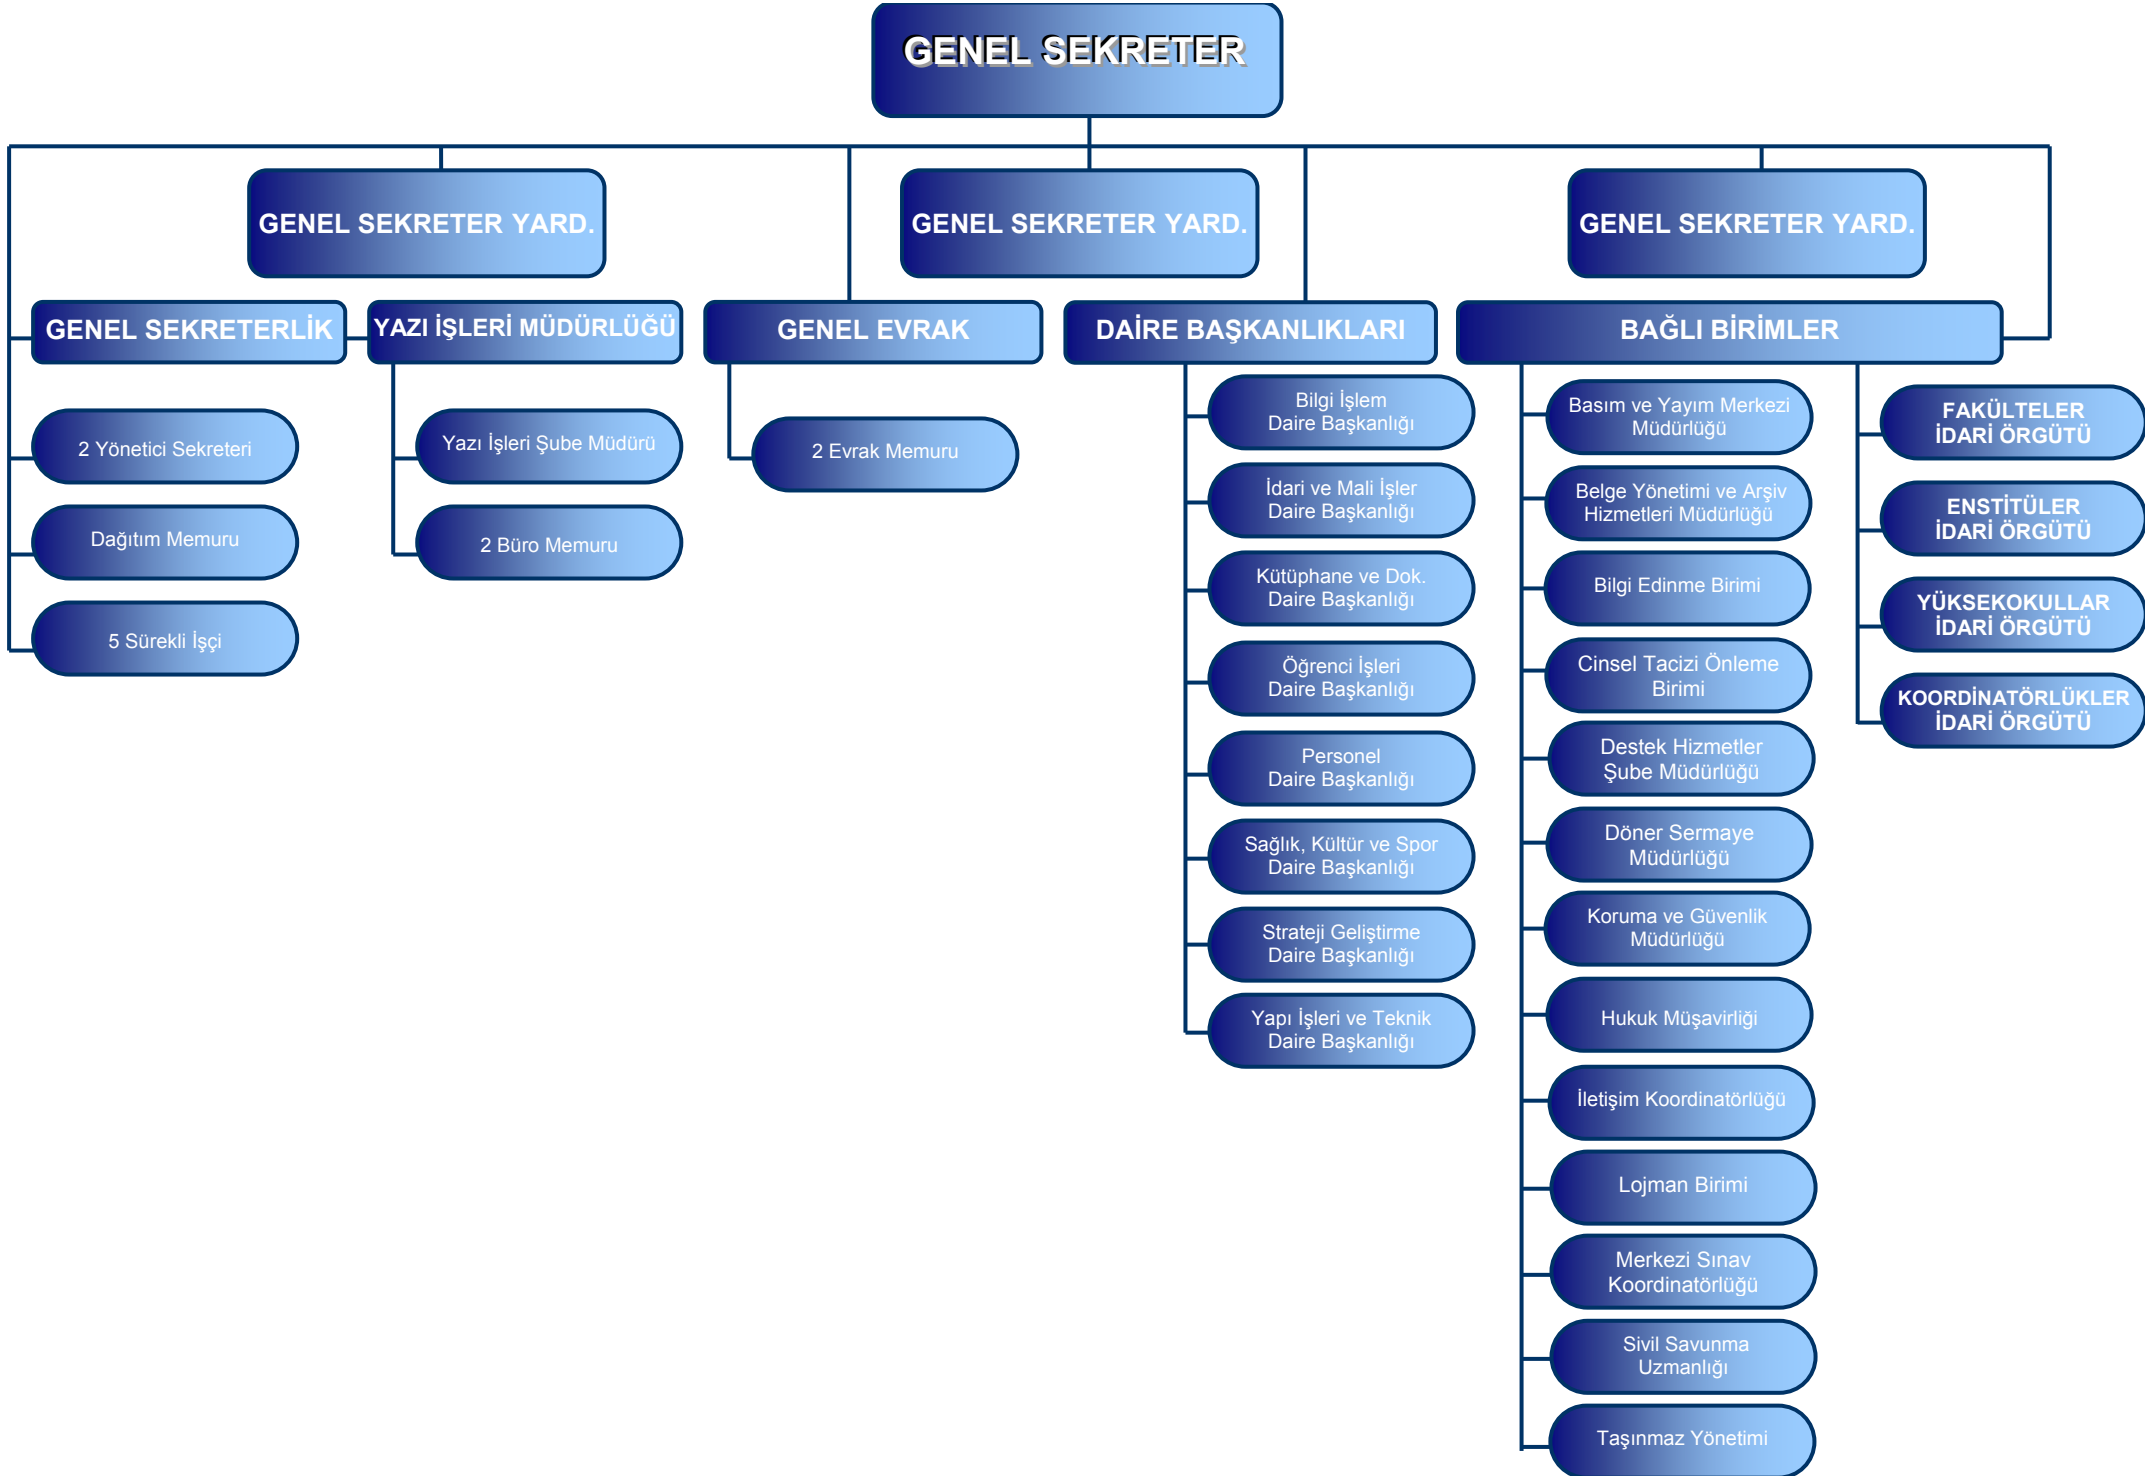 GENEL SEKRETER
GENEL SEKRETER YARD.
GENEL SEKRETER YARD.
GENEL SEKRETER YARD.
GENEL SEKRETERLİK
2 Yönetici Sekreteri
Dağıtım Memuru
5 Sürekli İşçi
YAZI İŞLERİ MÜDÜRLÜĞÜ
Yazı İşleri Şube Müdürü
2 Büro Memuru
GENEL EVRAK
2 Evrak Memuru
DAİRE BAŞKANLIKLARI
Bilgi İşlem
Daire Başkanlığı
İdari ve Mali İşler
Daire Başkanlığı
Kütüphane ve Dok.
Daire Başkanlığı
Öğrenci İşleri
Daire Başkanlığı
Personel
Daire Başkanlığı
Sağlık, Kültür ve Spor
Daire Başkanlığı
Strateji Geliştirme
Daire Başkanlığı
Yapı İşleri ve Teknik
Daire Başkanlığı
BAĞLI BİRİMLER
Basım ve Yayım Merkezi
Müdürlüğü
Belge Yönetimi ve Arşiv
Hizmetleri Müdürlüğü
Bilgi Edinme Birimi
Cinsel Tacizi Önleme
Birimi
Destek Hizmetler
Şube Müdürlüğü
Döner Sermaye
Müdürlüğü
Koruma ve Güvenlik
Müdürlüğü
Hukuk Müşavirliği
İletişim Koordinatörlüğü
Lojman Birimi
Merkezi Sınav
Koordinatörlüğü
Sivil Savunma
Uzmanlığı
Taşınmaz Yönetimi
FAKÜLTELER
İDARİ ÖRGÜTÜ
ENSTİTÜLER
İDARİ ÖRGÜTÜ
YÜKSEKOKULLAR
İDARİ ÖRGÜTÜ
KOORDİNATÖRLÜKLER
İDARİ ÖRGÜTÜ